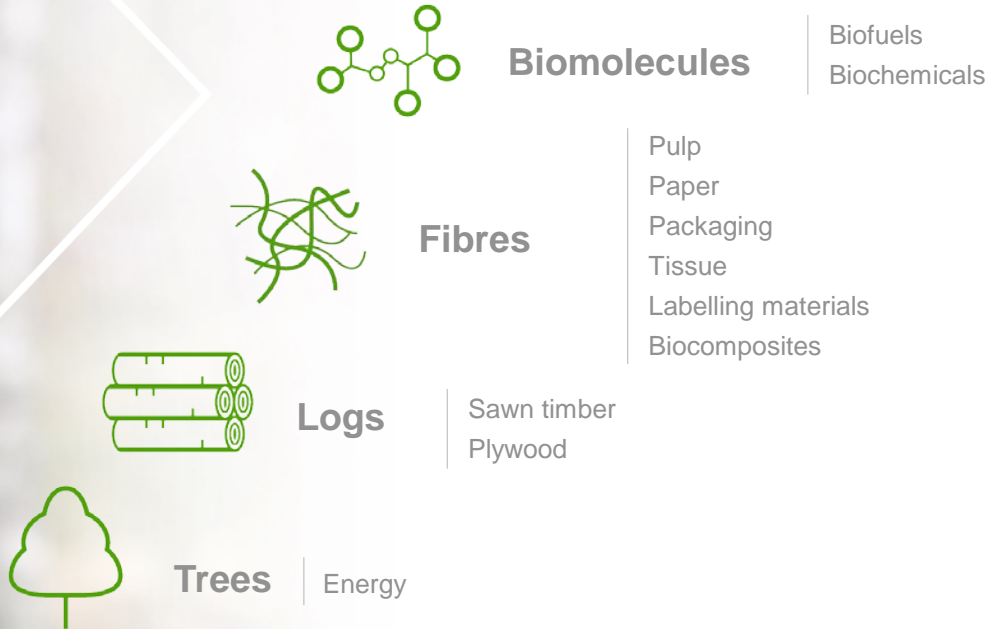 Biomolecules
Biofuels
Biochemicals
Fibres
Pulp
Paper
Packaging
Tissue
Labelling materials
Biocomposites
Logs
Sawn timber
Plywood
Trees
Energy